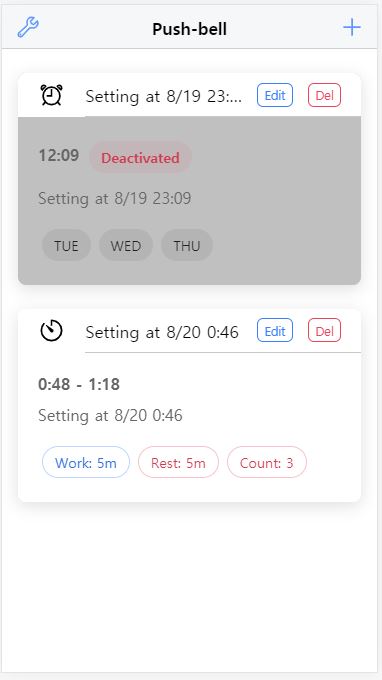 Push-bell
Setting at 8/19 23:... Edit Del
12:09 Deactivated
Setting at 8/19 23:09
TUE WED THU
Setting at 8/20 0:46 Edit Del
0:48 - 1:18
Setting at 8/20 0:46
Work: 5m Rest: 5m Count: 3